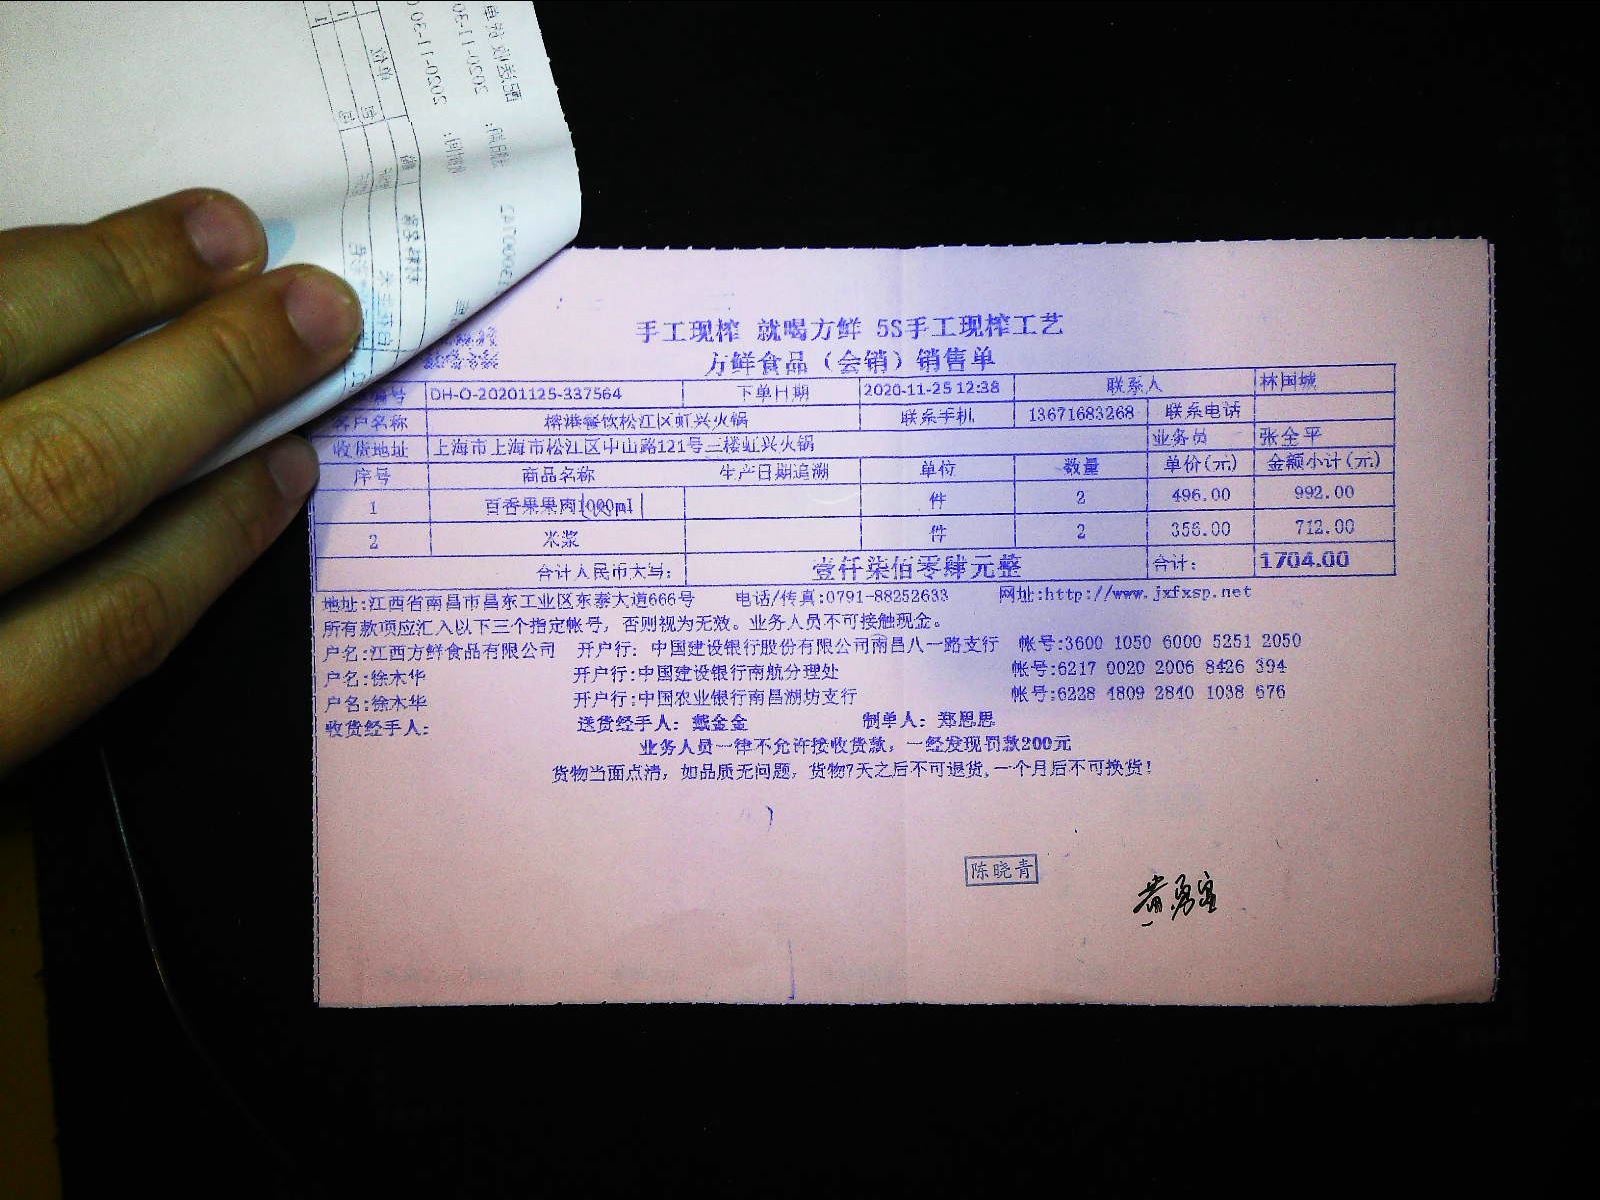 手工现榨 就喝方鲜 5S手工现榨工艺
方鲜食品（会销）销售单
编号 DH-O-20201125-337564 下单日期 2020-11-25 12:38 联系人 林国城
客户名称 榕港餐饮松江区虹兴火锅 联系手机 13671683268 联系电话
收货地址 上海市上海市松江区中山路121号三楼虹兴火锅 业务员 张全平
序号 商品名称 生产日期追溯 单位 数量 单价(元) 金额小计(元)
1 百香果果肉1000ml 件 2 496.00 992.00
2 米浆 件 2 356.00 712.00
合计人民币大写: 壹仟柒佰零肆元整 合计: 1704.00
地址:江西省南昌市昌东工业区东泰大道666号 电话/传真:0791-88252633 网址:http://www.jxfxsp.net
所有款项应汇入以下三个指定帐号，否则视为无效。业务人员不可接触现金。
户名:江西方鲜食品有限公司 开户行: 中国建设银行股份有限公司南昌八一路支行 帐号:3600 1050 6000 5251 2050
户名:徐木华 开户行:中国建设银行南航分理处 帐号:6217 0020 2006 8426 394
户名:徐木华 开户行:中国农业银行南昌湖坊支行 帐号:6228 4809 2840 1038 676
收货经手人: 送货经手人: 戴金金 制单人: 郑思思
业务人员一律不允许接收货款，一经发现罚款200元
货物当面点清，如品质无问题，货物7天之后不可退货,一个月后不可换货!
陈晓青